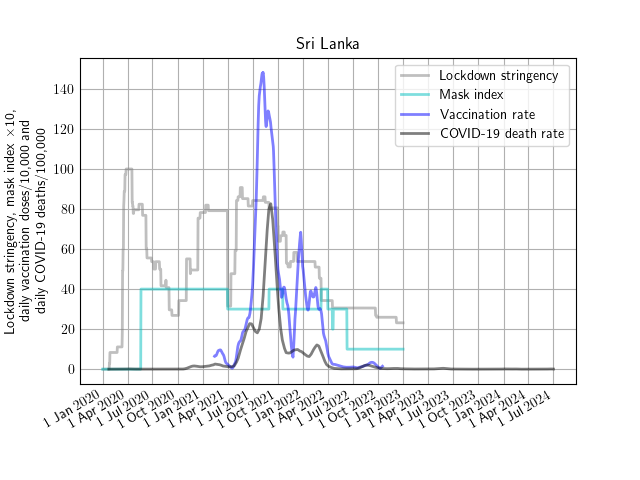 Sri Lanka
Lockdown stringency, mask index ×10,
daily vaccination doses/10,000 and
daily COVID-19 deaths/100,000
140
120
100
80
60
40
20
0
Lockdown stringency
Mask index
Vaccination rate
COVID-19 death rate
1 Jan 2020
1 Apr 2020
1 Jul 2020
1 Oct 2020
1 Jan 2021
1 Apr 2021
1 Jul 2021
1 Oct 2021
1 Jan 2022
1 Apr 2022
1 Jul 2022
1 Oct 2022
1 Jan 2023
1 Apr 2023
1 Jul 2023
1 Oct 2023
1 Jan 2024
1 Apr 2024
1 Jul 2024